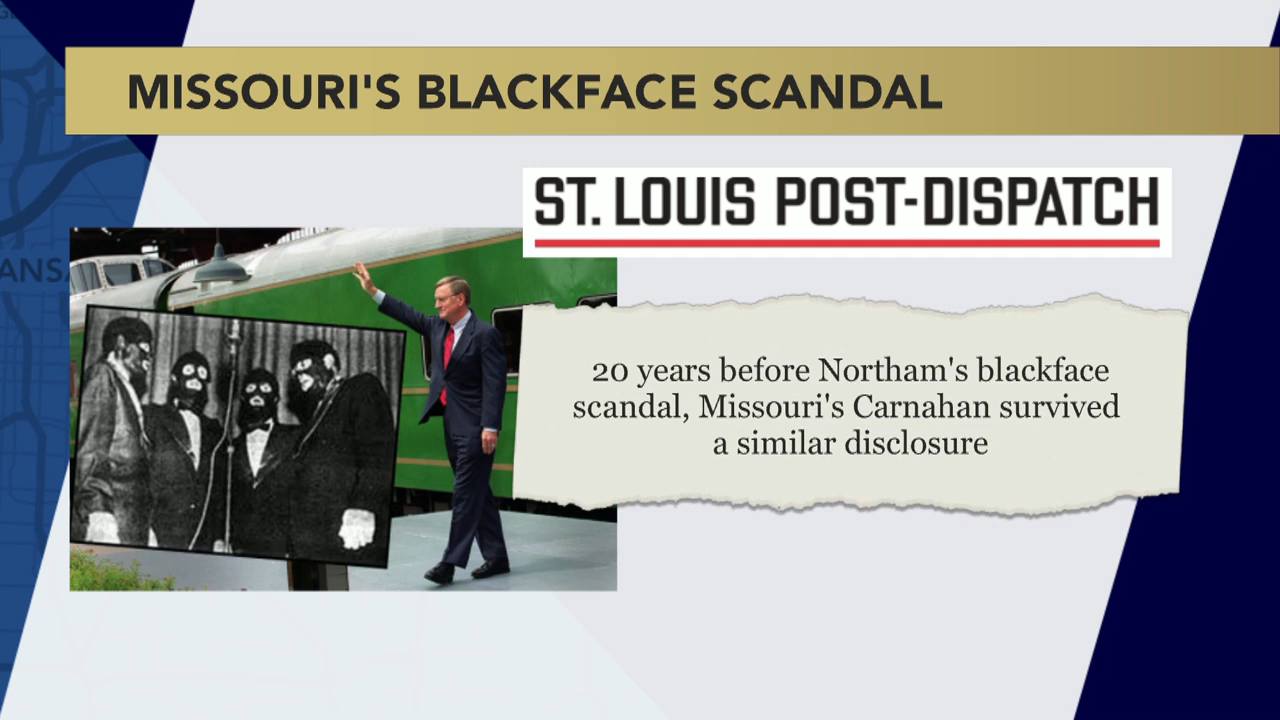 MISSOURI'S BLACKFACE SCANDAL
ST. LOUIS POST-DISPATCH
20 years before Northam's blackface
scandal, Missouri's Carnahan survived
a similar disclosure